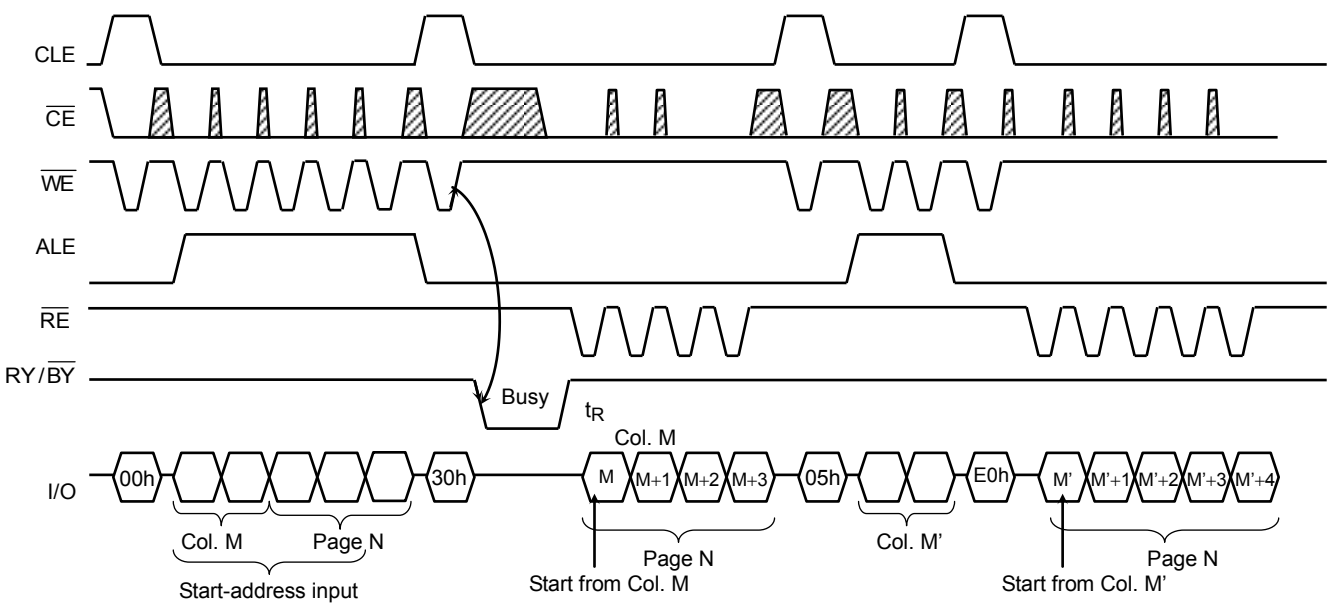 CLE
CE
WE
ALE
RE
RY/BY
Busy
tR
Col. M
I/O
00h
30h
M
M+1
M+2
M+3
05h
E0h
M'
M'+1
M'+2
M'+3
M'+4
Col. M
Page N
Page N
Col. M'
Page N
Start-address input
Start from Col. M
Start from Col. M'